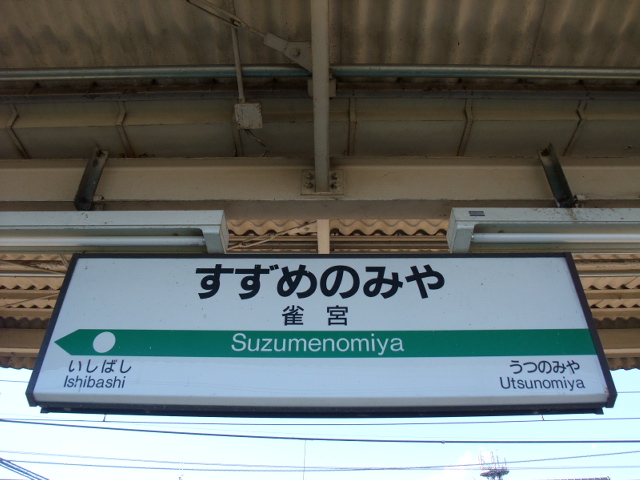 すずめのみや
雀宮
Suzumenomiya
いしばし
Ishibashi
うつのみや
Utsunomiya